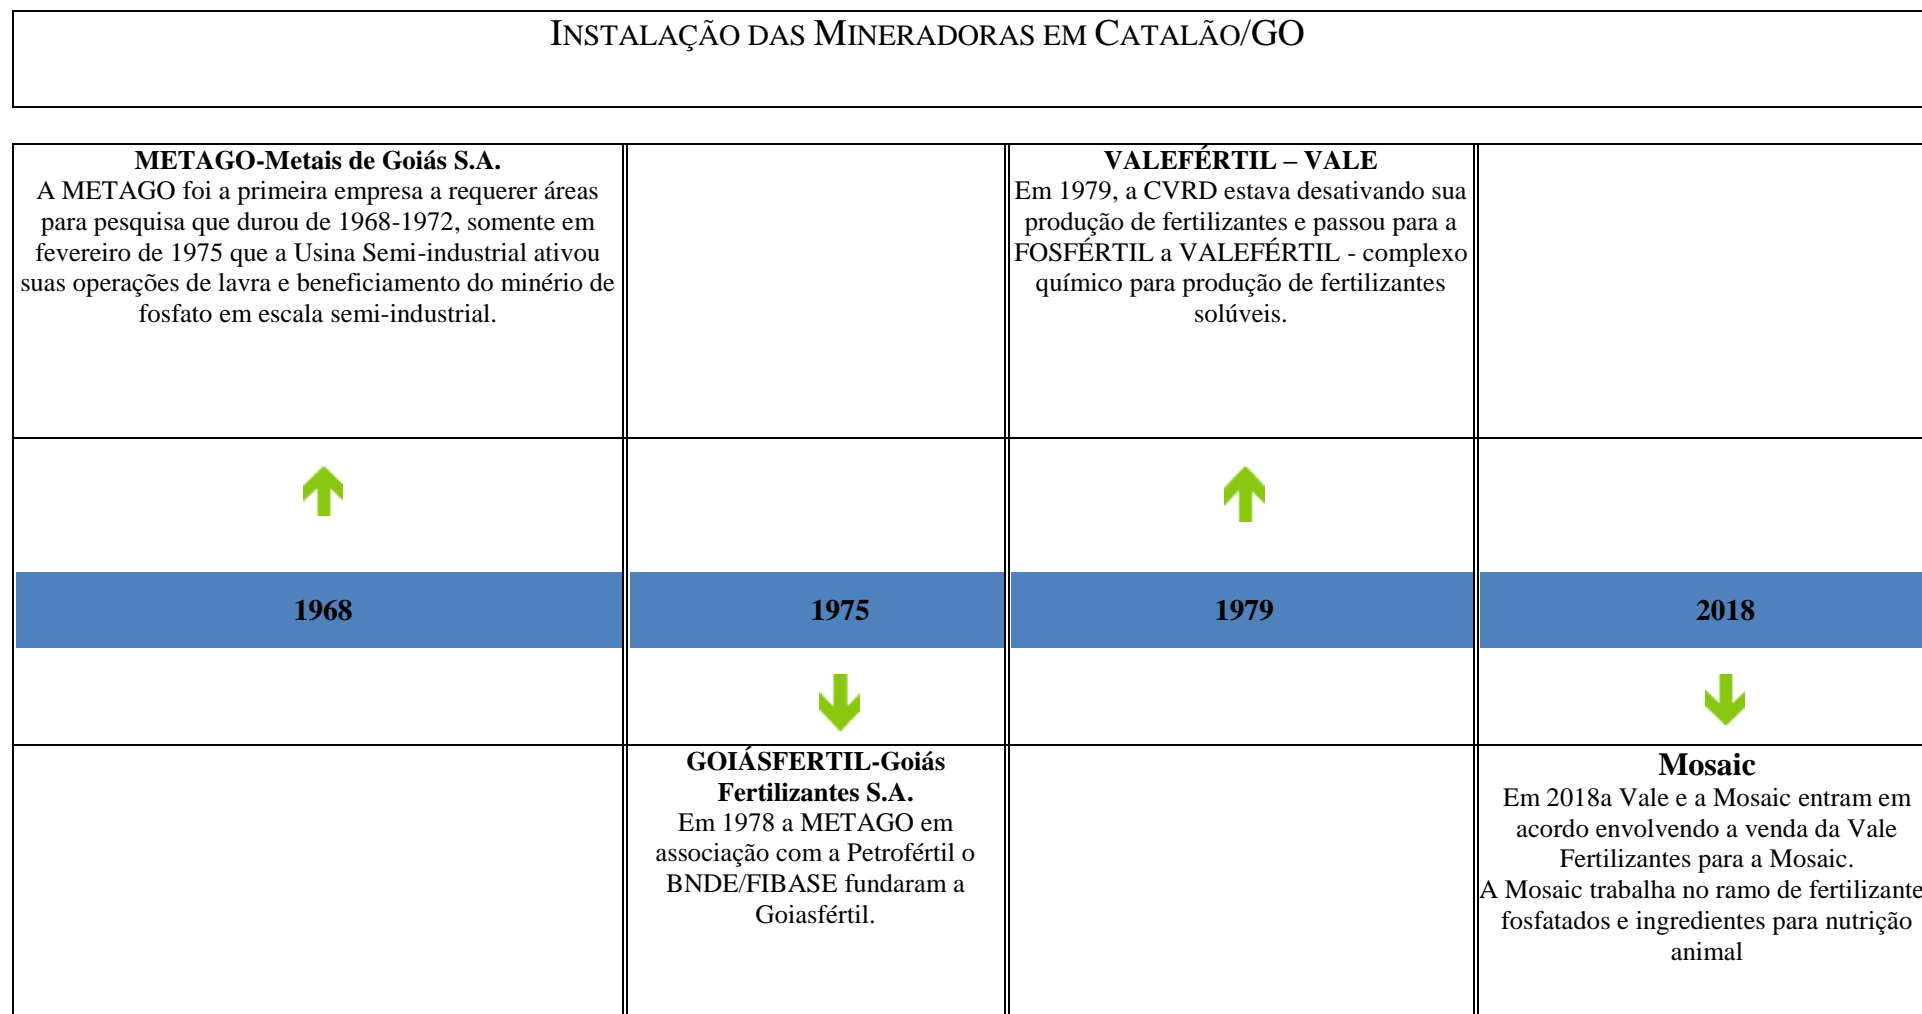 INSTALAÇÃO DAS MINERADORAS EM CATALÃO/GO
METAGO-Metais de Goiás S.A.
A METAGO foi a primeira empresa a requerer áreas
para pesquisa que durou de 1968-1972, somente em
fevereiro de 1975 que a Usina Semi-industrial ativou
suas operações de lavra e beneficiamento do minério de
fosfato em escala semi-industrial.
VALEFÉRTIL – VALE
Em 1979, a CVRD estava desativando sua
produção de fertilizantes e passou para a
FOSFÉRTIL a VALEFÉRTIL - complexo
químico para produção de fertilizantes
solúveis.
1968
1975
1979
2018
GOIÁSFERTIL-Goiás
Fertilizantes S.A.
Em 1978 a METAGO em
associação com a Petrofértil o
BNDE/FIBASE fundaram a
Goiasfértil.
Mosaic
Em 2018a Vale e a Mosaic entram em
acordo envolvendo a venda da Vale
Fertilizantes para a Mosaic.
A Mosaic trabalha no ramo de fertilizante
fosfatados e ingredientes para nutrição
animal